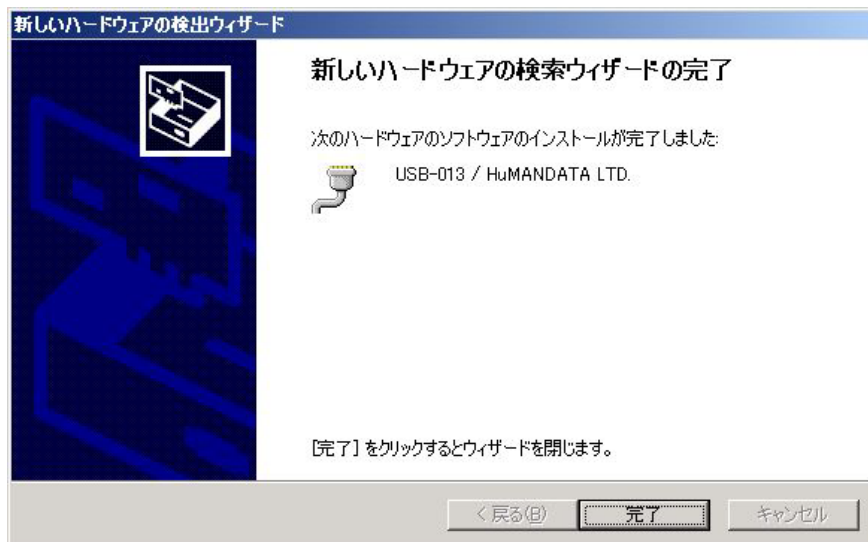 新しいハードウェアの検出ウィザード
新しいハードウェアの検索ウィザードの完了
次のハードウェアのソフトウェアのインストールが完了しました:
USB-013 / HuMANDATA LTD.
[完了] をクリックするとウィザードを閉じます。
< 戻る(B)
完了
キャンセル